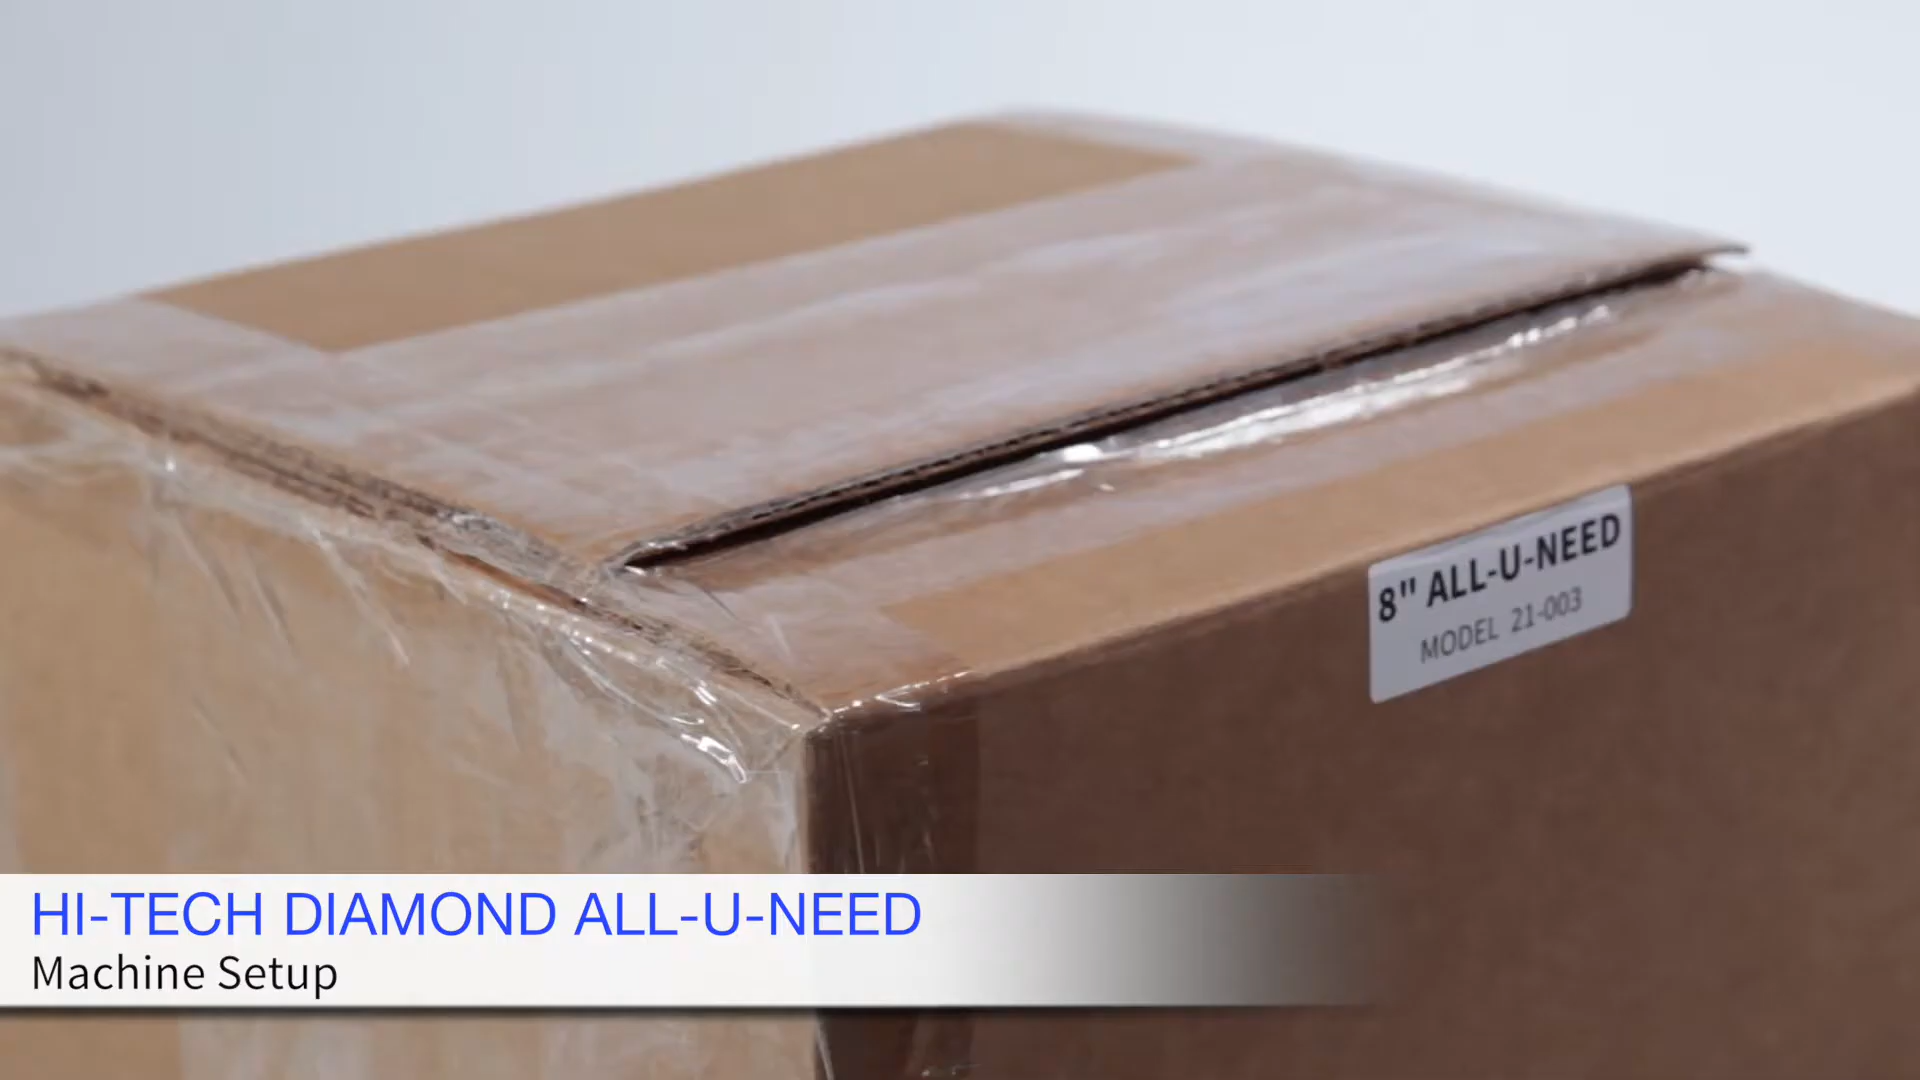 8" ALL-U-NEED
MODEL 21-003
HI-TECH DIAMOND ALL-U-NEED
Machine Setup